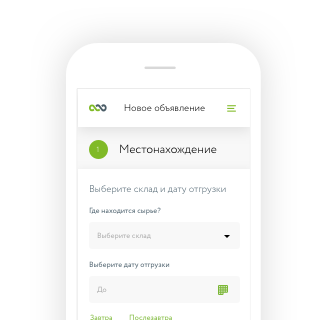 Новое объявление
1
Местонахождение
Выберите склад и дату отгрузки
Где находится сырье?
Выберите склад
Выберите дату отгрузки
До
Завтра Послезавтра